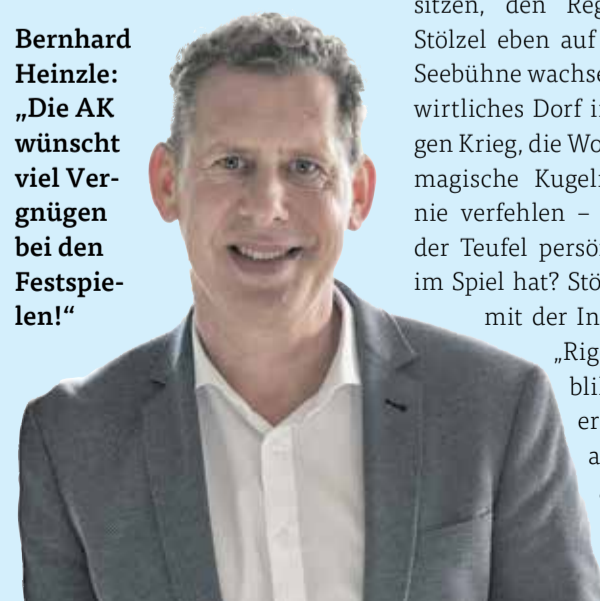 Bernhard
Heinzle:
„Die AK
wünscht
viel Ver-
gnügen
bei den
Festspie-
len!“
sitzen, den
Stölzel eben auf
Seebühne
wirtliches Dorf
gen Krieg, die
magische
nie verfehlen –
der Teufel
im Spiel hat?
mit der